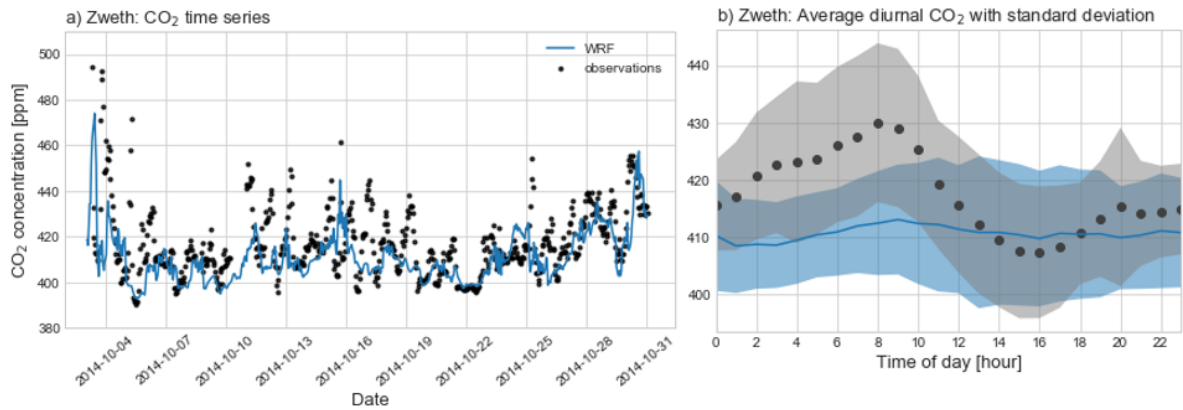 a) Zweth: CO₂ time series
WRF
observations
CO₂ concentration [ppm]
500
480
460
440
420
400
380
2014-10-04
2014-10-07
2014-10-10
2014-10-13
2014-10-16
2014-10-19
2014-10-22
2014-10-25
2014-10-28
2014-10-31
Date
b) Zweth: Average diurnal CO₂ with standard deviation
440
430
420
410
400
0 2 4 6 8 10 12 14 16 18 20 22
Time of day [hour]